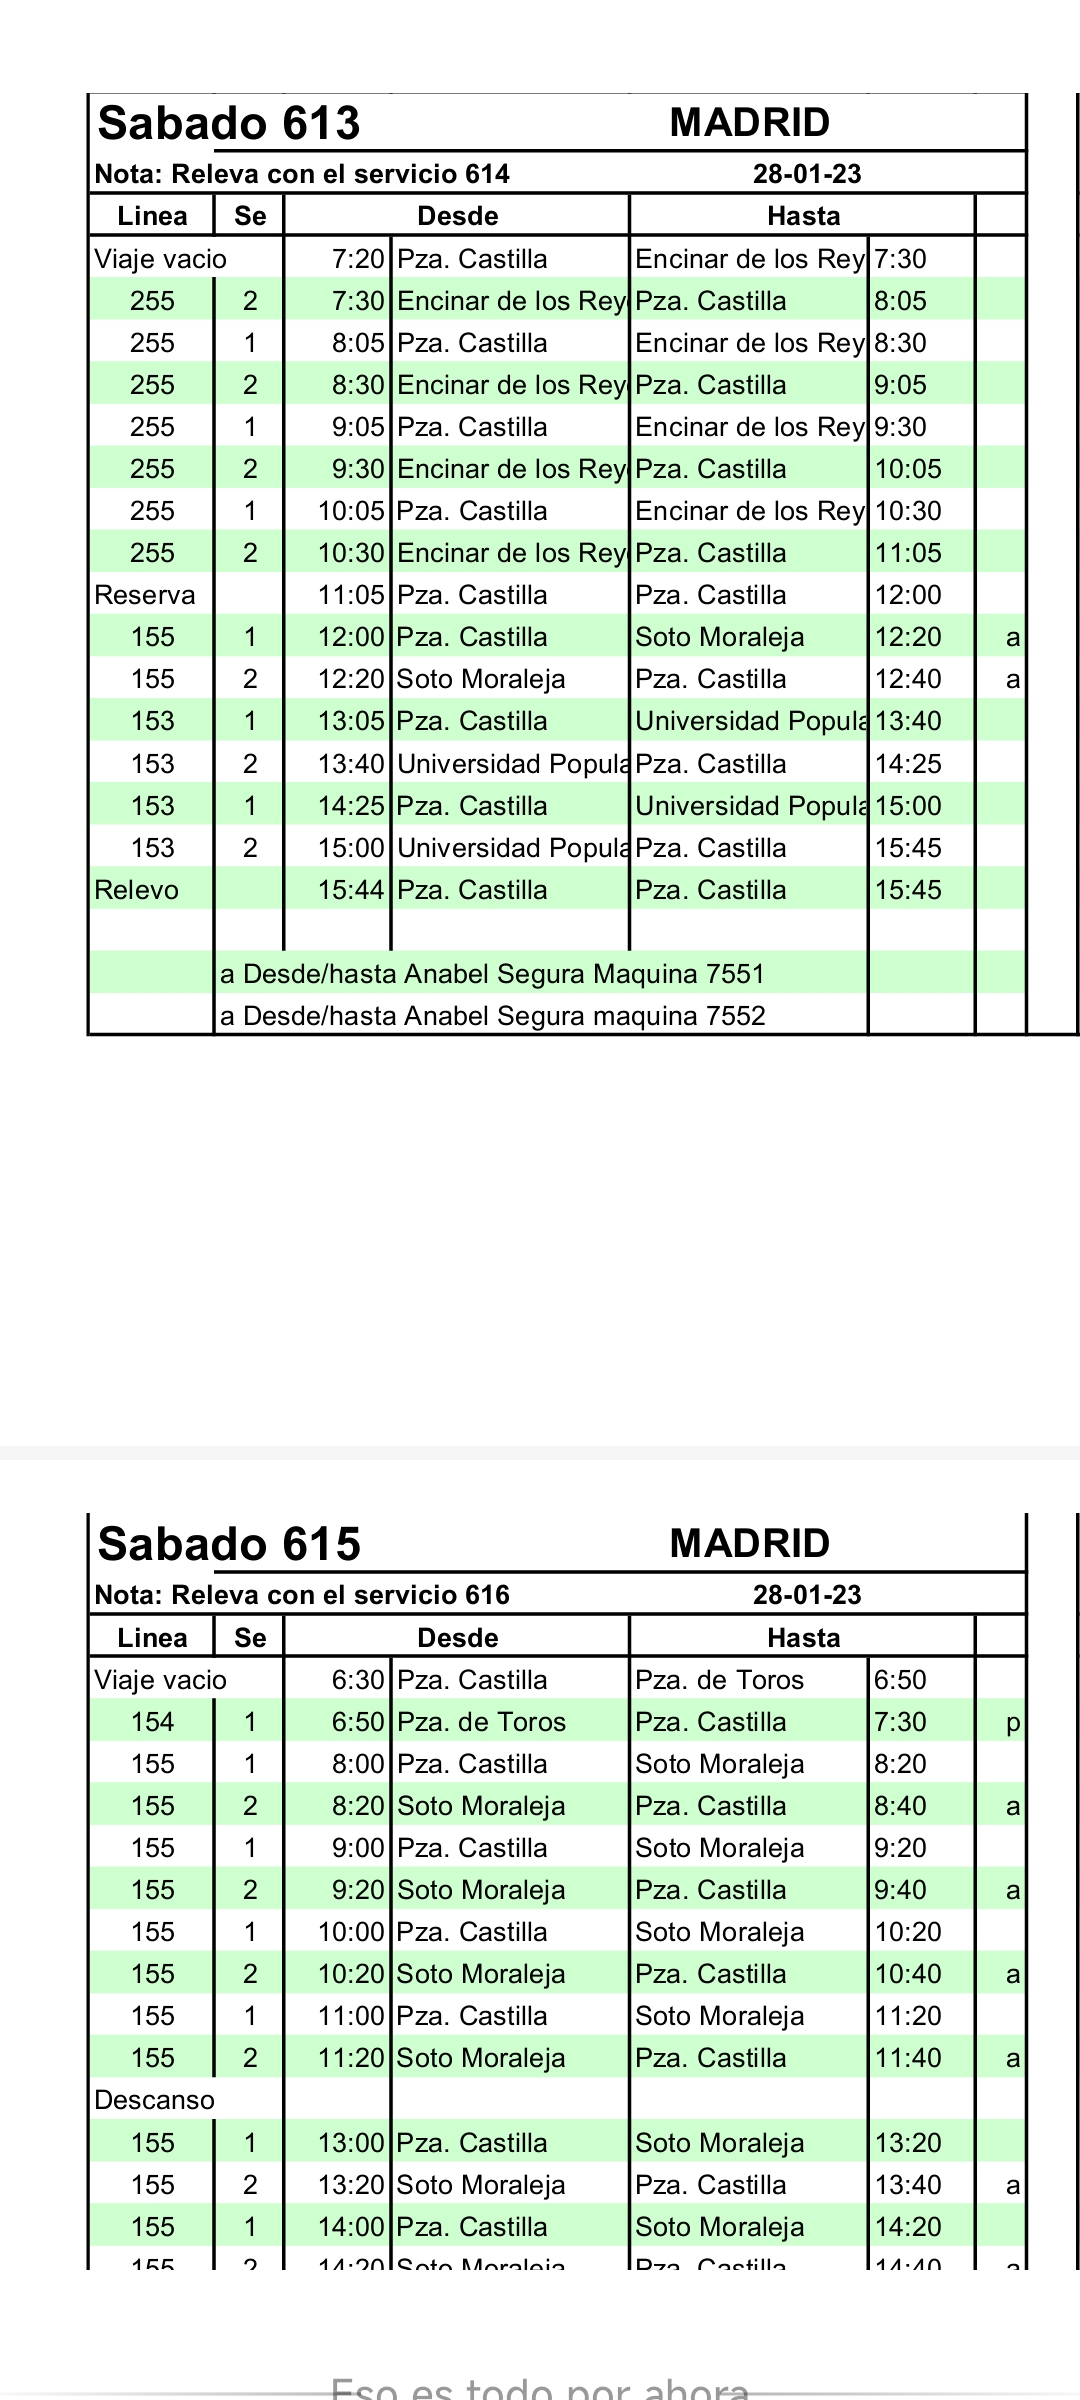 Sabado 613 MADRID
Nota: Releva con el servicio 614 28-01-23
Linea Se Desde Hasta
Viaje vacio 7:20 Pza. Castilla Encinar de los Rey 7:30
255 2 7:30 Encinar de los Rey Pza. Castilla 8:05
255 1 8:05 Pza. Castilla Encinar de los Rey 8:30
255 2 8:30 Encinar de los Rey Pza. Castilla 9:05
255 1 9:05 Pza. Castilla Encinar de los Rey 9:30
255 2 9:30 Encinar de los Rey Pza. Castilla 10:05
255 1 10:05 Pza. Castilla Encinar de los Rey 10:30
255 2 10:30 Encinar de los Rey Pza. Castilla 11:05
Reserva 11:05 Pza. Castilla Pza. Castilla 12:00
155 1 12:00 Pza. Castilla Soto Moraleja 12:20 a
155 2 12:20 Soto Moraleja Pza. Castilla 12:40 a
153 1 13:05 Pza. Castilla Universidad Popula 13:40
153 2 13:40 Universidad Popula Pza. Castilla 14:25
153 1 14:25 Pza. Castilla Universidad Popula 15:00
153 2 15:00 Universidad Popula Pza. Castilla 15:45
Relevo 15:44 Pza. Castilla Pza. Castilla 15:45
a Desde/hasta Anabel Segura Maquina 7551
a Desde/hasta Anabel Segura maquina 7552
Sabado 615 MADRID
Nota: Releva con el servicio 616 28-01-23
Linea Se Desde Hasta
Viaje vacio 6:30 Pza. Castilla Pza. de Toros 6:50
154 1 6:50 Pza. de Toros Pza. Castilla 7:30 p
155 1 8:00 Pza. Castilla Soto Moraleja 8:20
155 2 8:20 Soto Moraleja Pza. Castilla 8:40 a
155 1 9:00 Pza. Castilla Soto Moraleja 9:20
155 2 9:20 Soto Moraleja Pza. Castilla 9:40 a
155 1 10:00 Pza. Castilla Soto Moraleja 10:20
155 2 10:20 Soto Moraleja Pza. Castilla 10:40 a
155 1 11:00 Pza. Castilla Soto Moraleja 11:20
155 2 11:20 Soto Moraleja Pza. Castilla 11:40 a
Descanso
155 1 13:00 Pza. Castilla Soto Moraleja 13:20
155 2 13:20 Soto Moraleja Pza. Castilla 13:40 a
155 1 14:00 Pza. Castilla Soto Moraleja 14:20
155 2 14:20 Soto Moraleja Pza. Castilla 14:40 a
Eso es todo por ahora